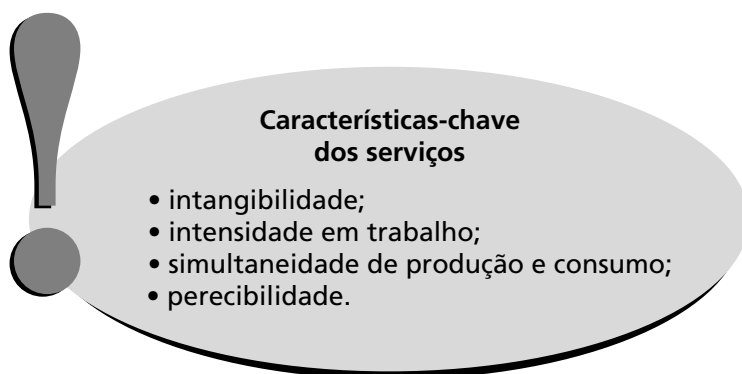 Características-chave
dos serviços
• intangibilidade;
• intensidade em trabalho;
• simultaneidade de produção e consumo;
• perecibilidade.